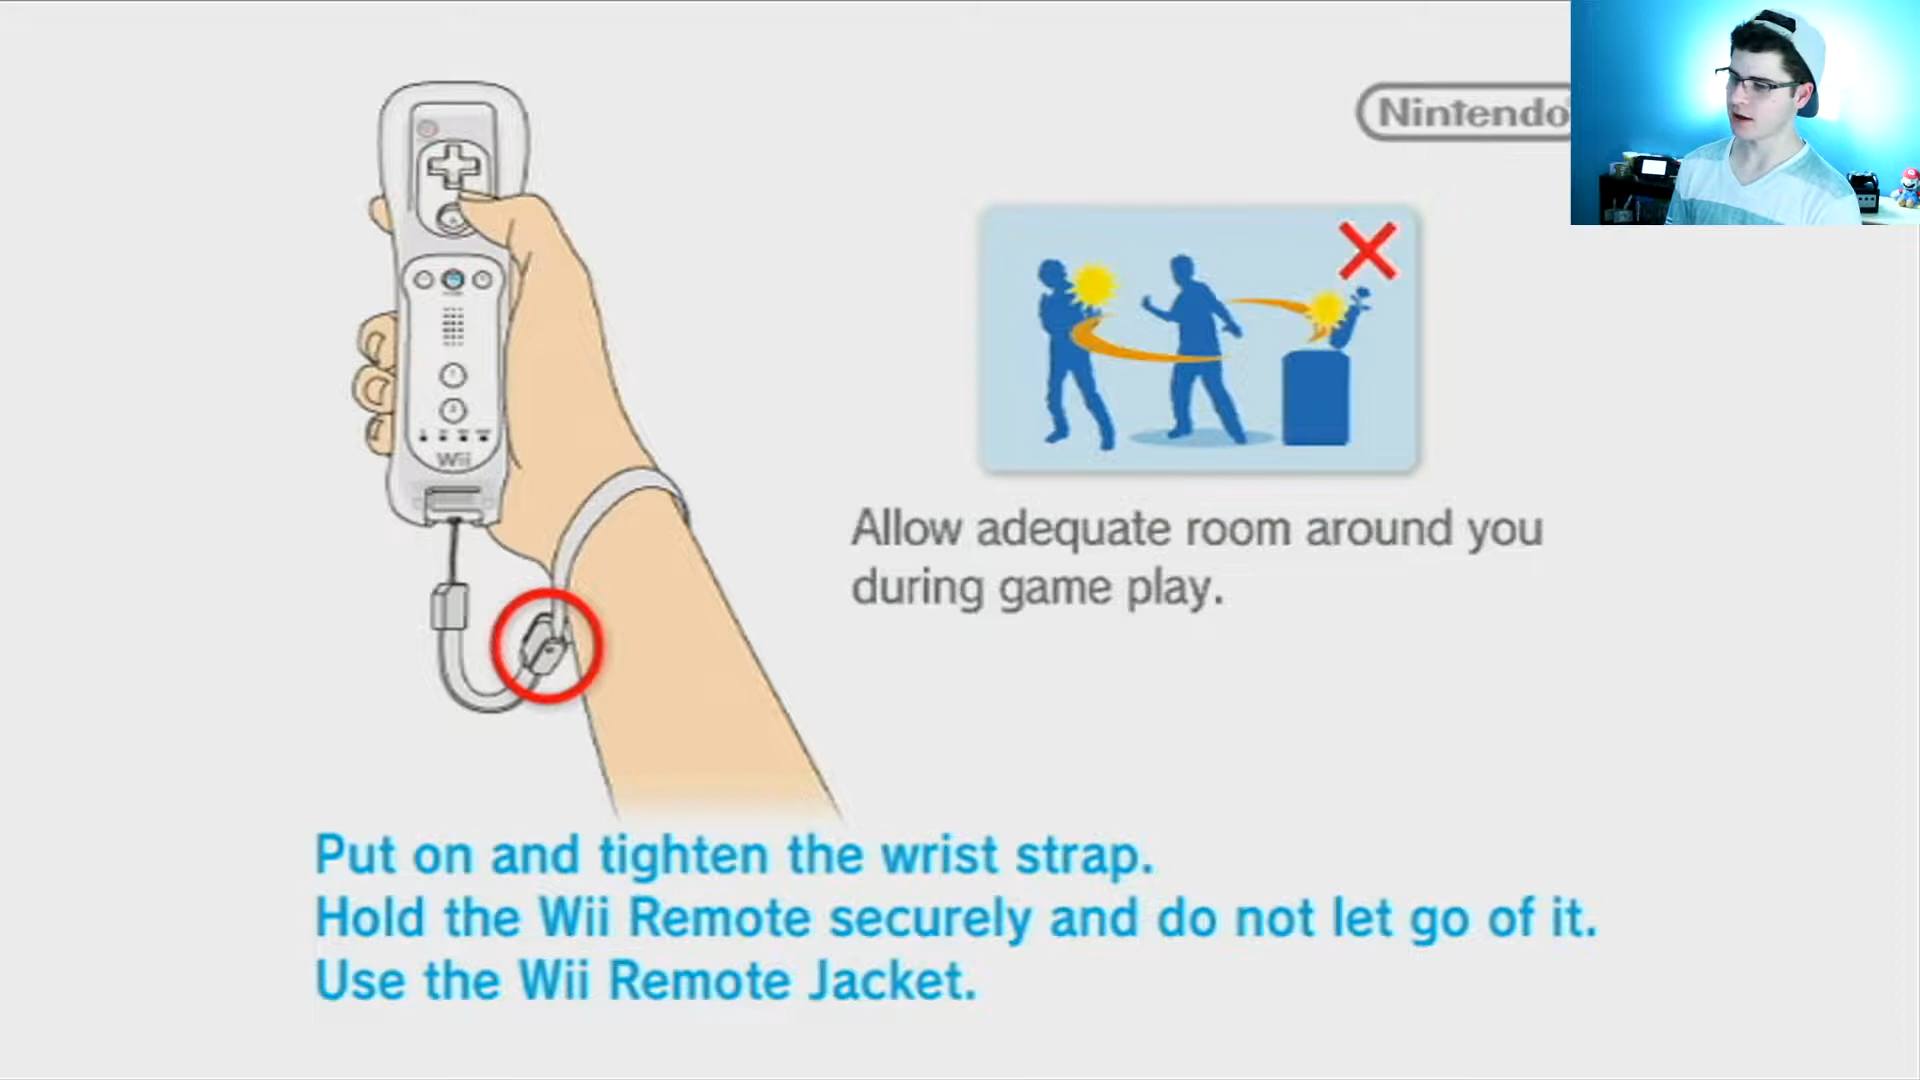 Nintendo
Wii
Allow adequate room around you
during game play.
Put on and tighten the wrist strap.
Hold the Wii Remote securely and do not let go of it.
Use the Wii Remote Jacket.